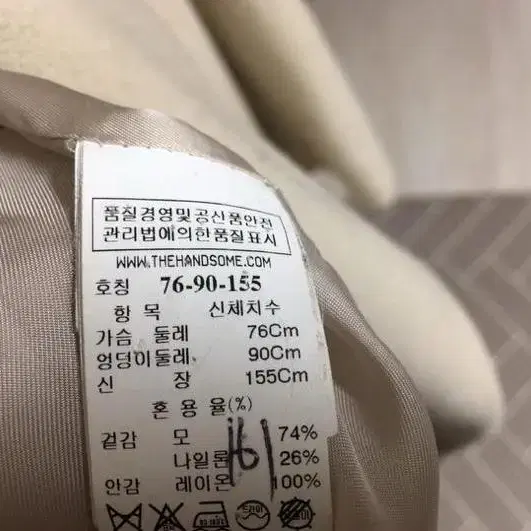 품질경영및공산품안전
관리법에의한품질표시
WWW.THEHANDSOME.COM
호칭 76-90-155
항 목 신체치수
가슴 둘레 76Cm
엉덩이둘레 90Cm
신 장 155Cm
혼 용 율(%)
겉감 모 74%
나일론 26%
안감 레이온 100%
드라이